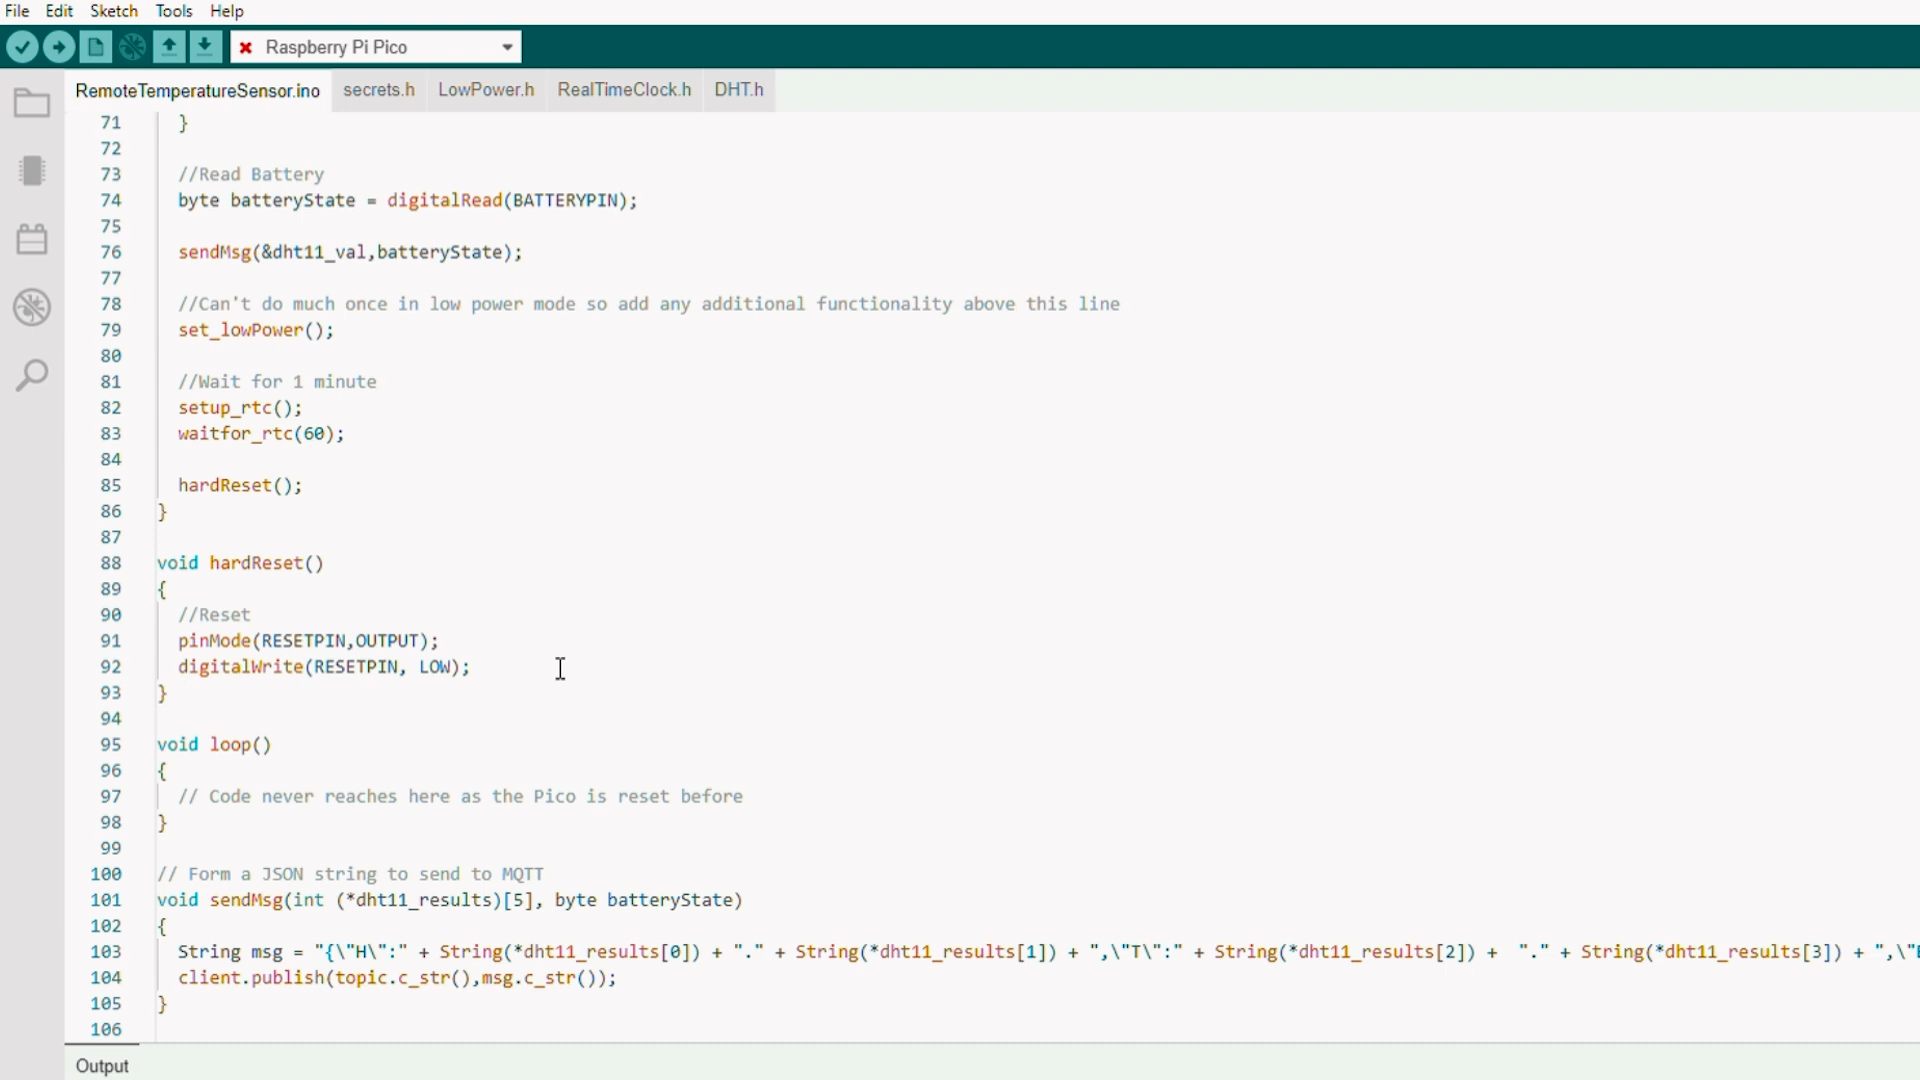 File Edit Sketch Tools Help
Raspberry Pi Pico
RemoteTemperatureSensor.ino secrets.h LowPower.h RealTimeClock.h DHT.h
71 }
72
73 //Read Battery
74 byte batteryState = digitalRead(BATTERYPIN);
75
76 sendMsg(&dht11_val,batteryState);
77
78 //Can't do much once in low power mode so add any additional functionality above this line
79 set_lowPower();
80
81 //Wait for 1 minute
82 setup_rtc();
83 waitfor_rtc(60);
84
85 hardReset();
86 }
87
88 void hardReset()
89 {
90 //Reset
91 pinMode(RESETPIN,OUTPUT);
92 digitalWrite(RESETPIN, LOW);
93 }
94
95 void loop()
96 {
97 // Code never reaches here as the Pico is reset before
98 }
99
100 // Form a JSON string to send to MQTT
101 void sendMsg(int (*dht11_results)[5], byte batteryState)
102 {
103 String msg = "{\"H\":" + String(*dht11_results[0]) + "." + String(*dht11_results[1]) + ",\"T\":" + String(*dht11_results[2]) + "." + String(*dht11_results[3]) + ",\"
104 client.publish(topic.c_str(),msg.c_str());
105 }
106
Output